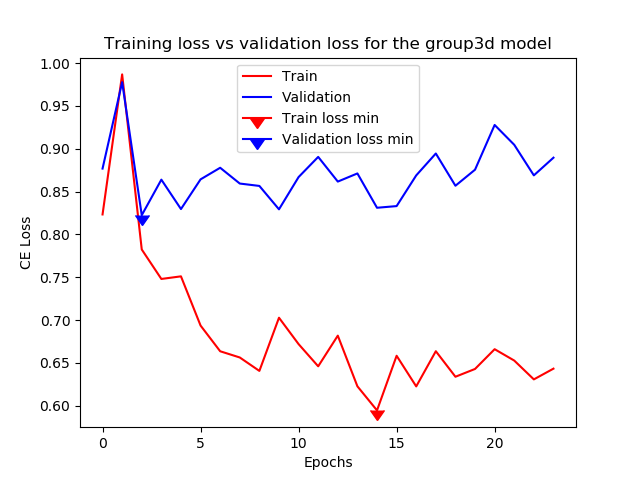 Training loss vs validation loss for the group3d model
Train
Validation
Train loss min
Validation loss min
CE Loss
1.00
0.95
0.90
0.85
0.80
0.75
0.70
0.65
0.60
0 5 10 15 20
Epochs